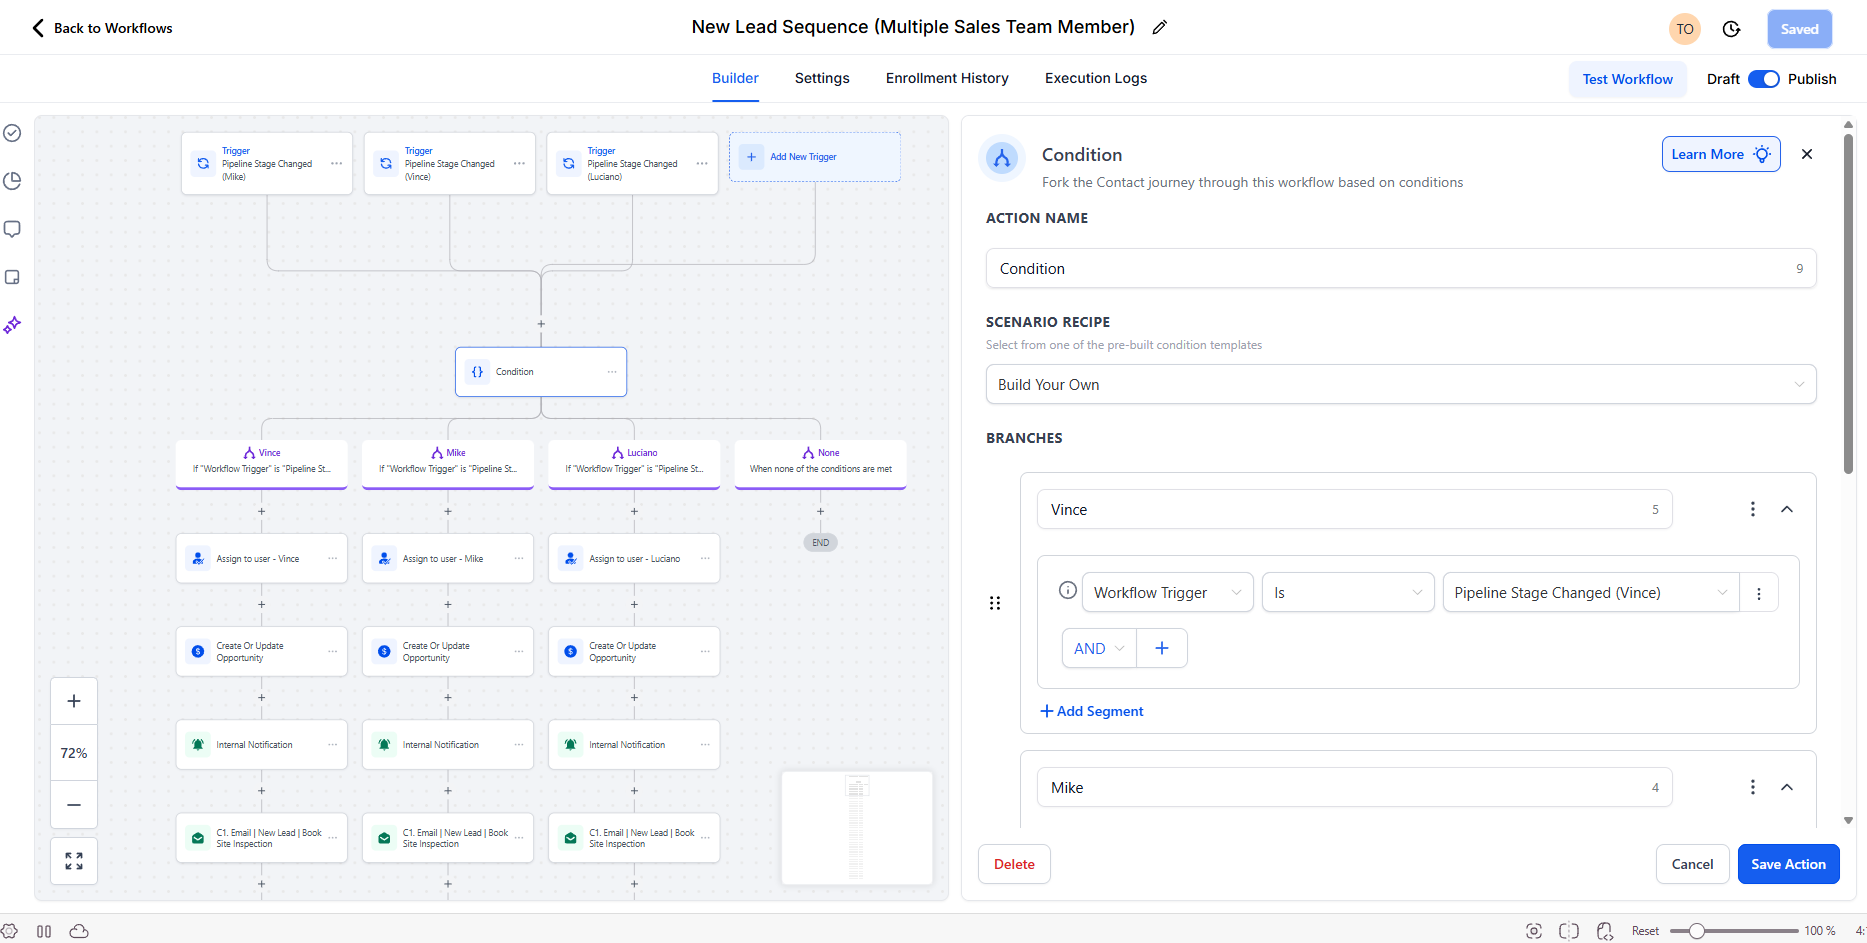 Back to Workflows
New Lead Sequence (Multiple Sales Team Member)
TO
Saved
Builder
Settings
Enrollment History
Execution Logs
Test Workflow
Draft
Publish
Trigger
Pipeline Stage Changed
(Mike)
Trigger
Pipeline Stage Changed
(Vince)
Trigger
Pipeline Stage Changed
(Luciano)
Add New Trigger
Condition
Vince
If "Workflow Trigger" is "Pipeline St...
Mike
If "Workflow Trigger" is "Pipeline St...
Luciano
If "Workflow Trigger" is "Pipeline St...
None
When none of the conditions are met
END
Assign to user - Vince
Assign to user - Mike
Assign to user - Luciano
Create Or Update
Opportunity
Create Or Update
Opportunity
Create Or Update
Opportunity
Internal Notification
Internal Notification
Internal Notification
C1. Email | New Lead | Book
Site Inspection
C1. Email | New Lead | Book
Site Inspection
C1. Email | New Lead | Book
Site Inspection
72%
Condition
Fork the Contact journey through this workflow based on conditions
Learn More
ACTION NAME
Condition
9
SCENARIO RECIPE
Select from one of the pre-built condition templates
Build Your Own
BRANCHES
Vince
5
Workflow Trigger
Is
Pipeline Stage Changed (Vince)
AND
Add Segment
Mike
4
Delete
Cancel
Save Action
Reset
100 %